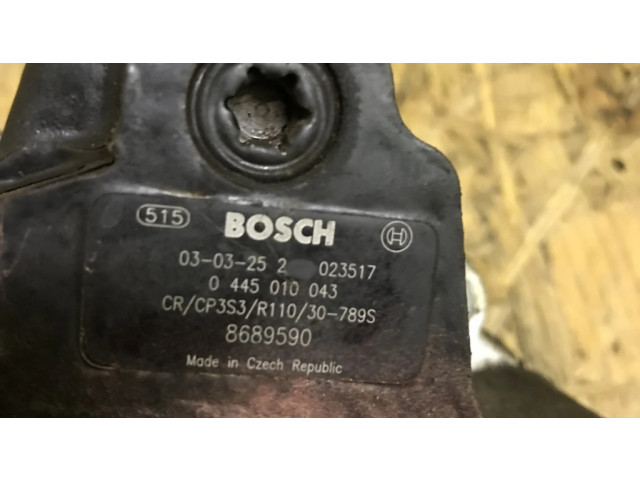 515 BOSCH
03-03-25 2 023517
0 445 010 043
CR/CP3S3/R110/30-789S
8689590
Made in Czech Republic